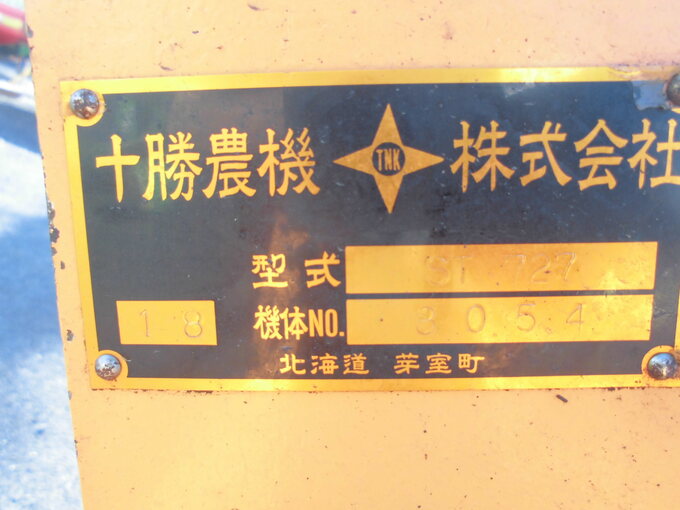 十勝農機 TNK 株式会社
型式 ST 727
18 機体NO. 3054
北海道 芽室町